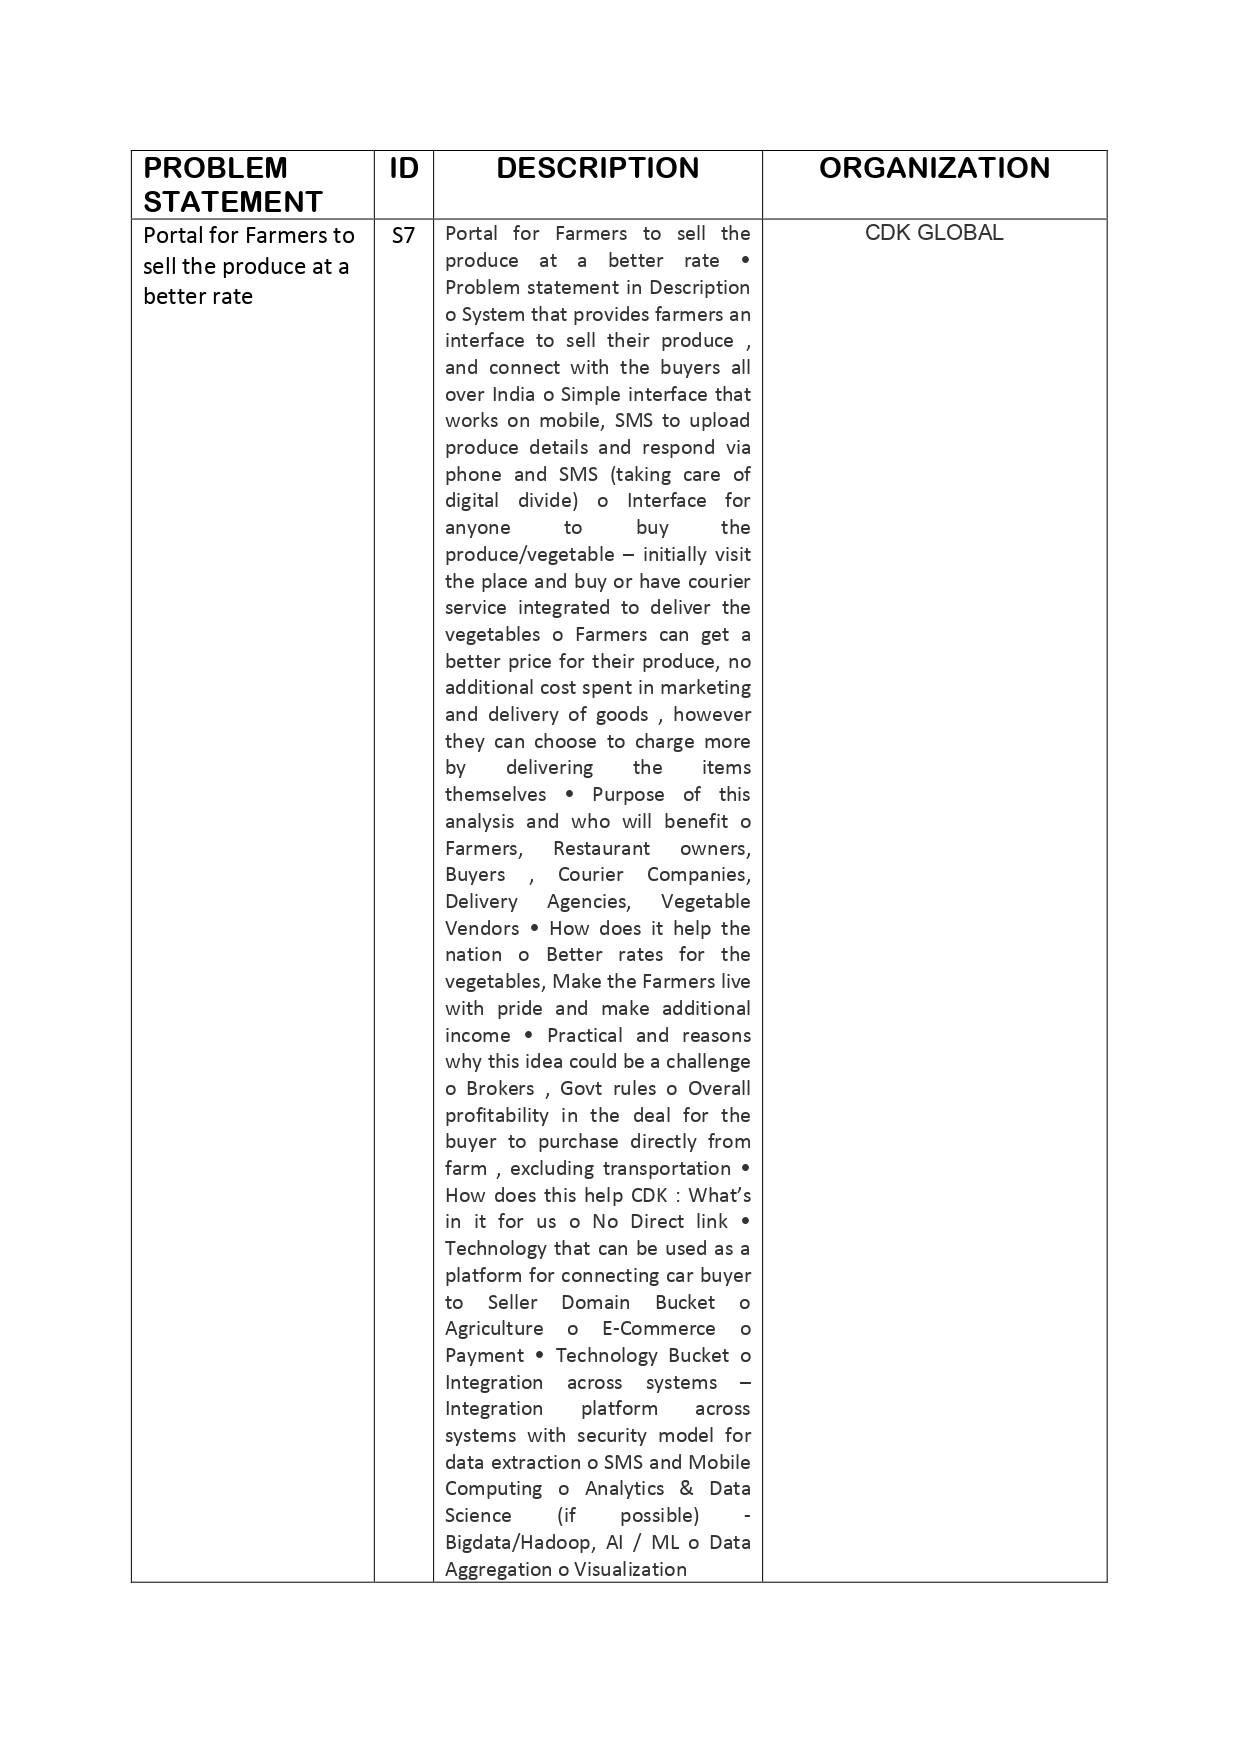 PROBLEM STATEMENT
ID
DESCRIPTION
ORGANIZATION
Portal for Farmers to
sell the produce at a
better rate
S7
Portal for Farmers to sell the
produce at a better rate •
Problem statement in Description
o System that provides farmers an
interface to sell their produce ,
and connect with the buyers all
over India o Simple interface that
works on mobile, SMS to upload
produce details and respond via
phone and SMS (taking care of
digital divide) o Interface for
anyone to buy the
produce/vegetable – initially visit
the place and buy or have courier
service integrated to deliver the
vegetables o Farmers can get a
better price for their produce, no
additional cost spent in marketing
and delivery of goods , however
they can choose to charge more
by delivering the items
themselves • Purpose of this
analysis and who will benefit o
Farmers, Restaurant owners,
Buyers , Courier Companies,
Delivery Agencies, Vegetable
Vendors • How does it help the
nation o Better rates for the
vegetables, Make the Farmers live
with pride and make additional
income • Practical and reasons
why this idea could be a challenge
o Brokers , Govt rules o Overall
profitability in the deal for the
buyer to purchase directly from
farm , excluding transportation •
How does this help CDK : What’s
in it for us o No Direct link •
Technology that can be used as a
platform for connecting car buyer
to Seller Domain Bucket o
Agriculture o E-Commerce o
Payment • Technology Bucket o
Integration across systems –
Integration platform across
systems with security model for
data extraction o SMS and Mobile
Computing o Analytics & Data
Science (if possible) -
Bigdata/Hadoop, AI / ML o Data
Aggregation o Visualization
CDK GLOBAL